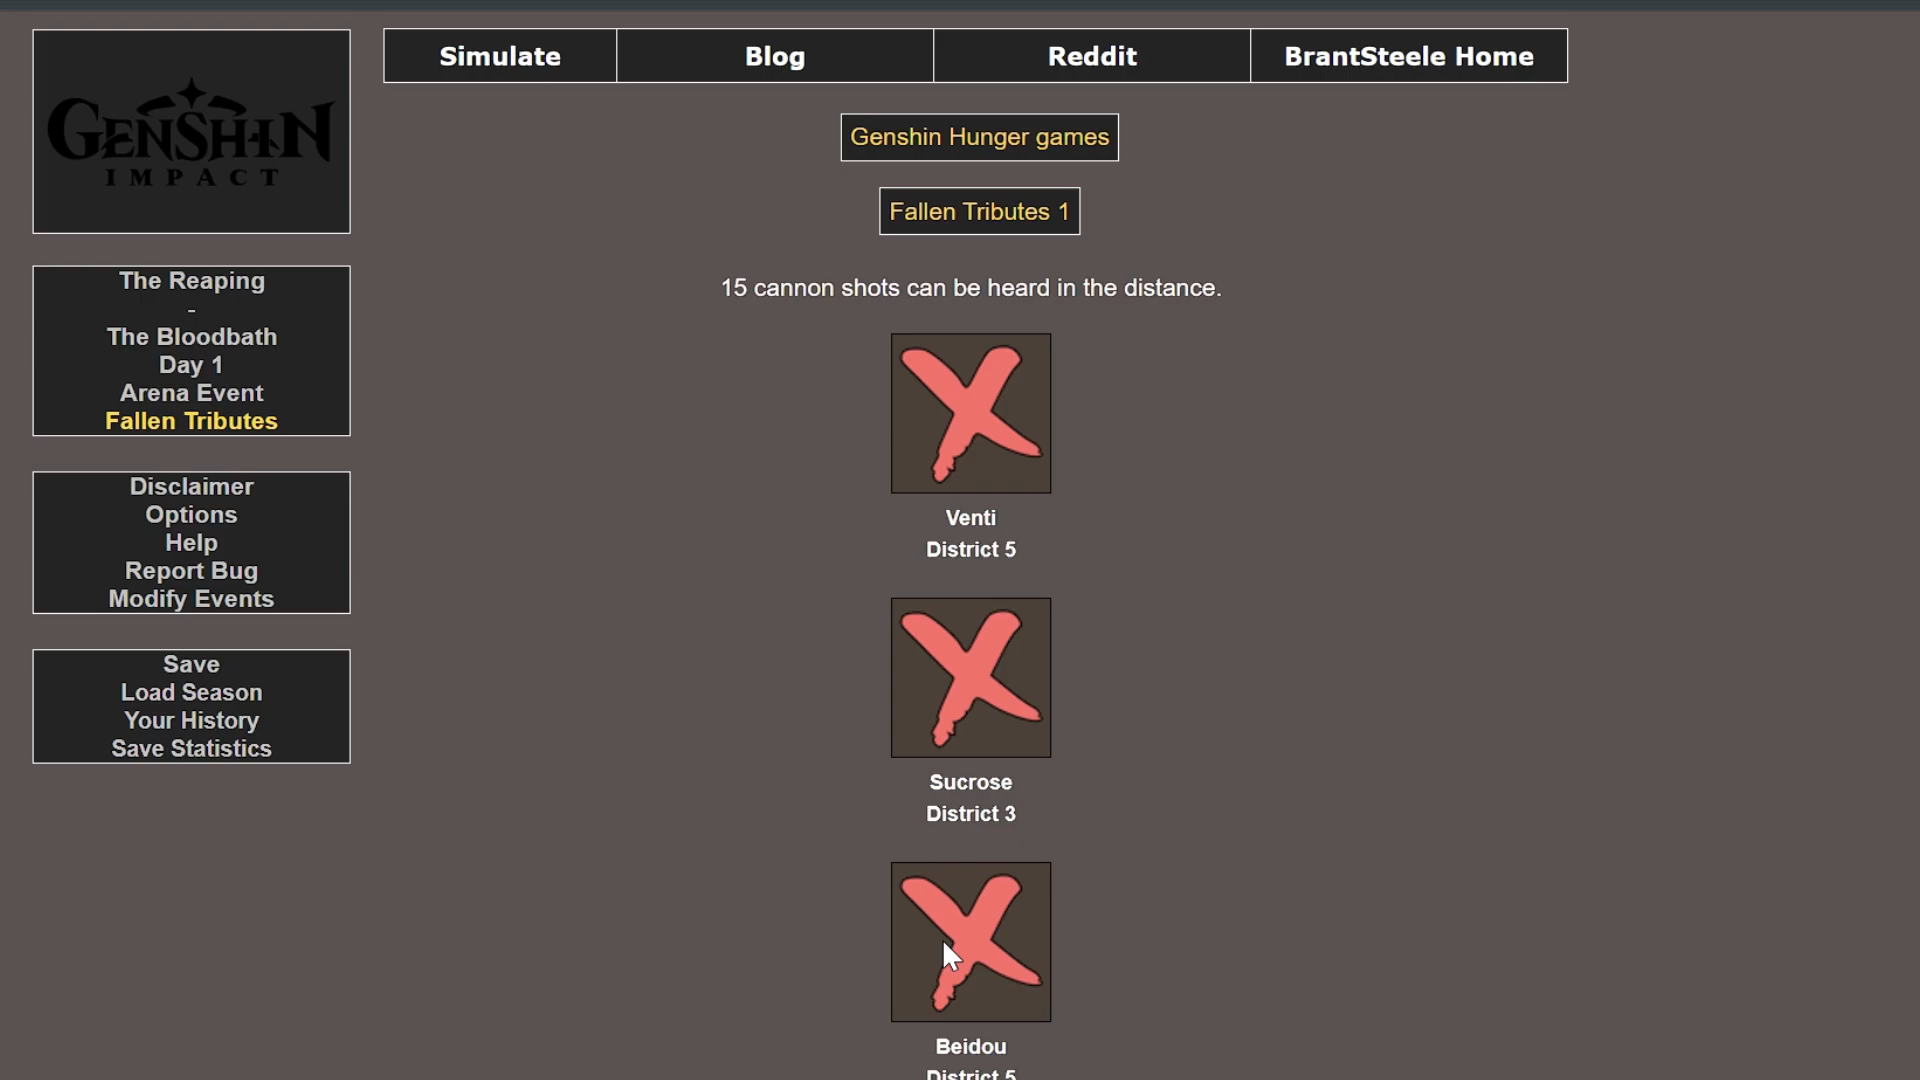 GENSHIN
IMPACT
Simulate
Blog
Reddit
BrantSteele Home
Genshin Hunger games
Fallen Tributes 1
15 cannon shots can be heard in the distance.
The Reaping
-
The Bloodbath
Day 1
Arena Event
Fallen Tributes
Disclaimer
Options
Help
Report Bug
Modify Events
Save
Load Season
Your History
Save Statistics
Venti
District 5
Sucrose
District 3
Beidou
District 5